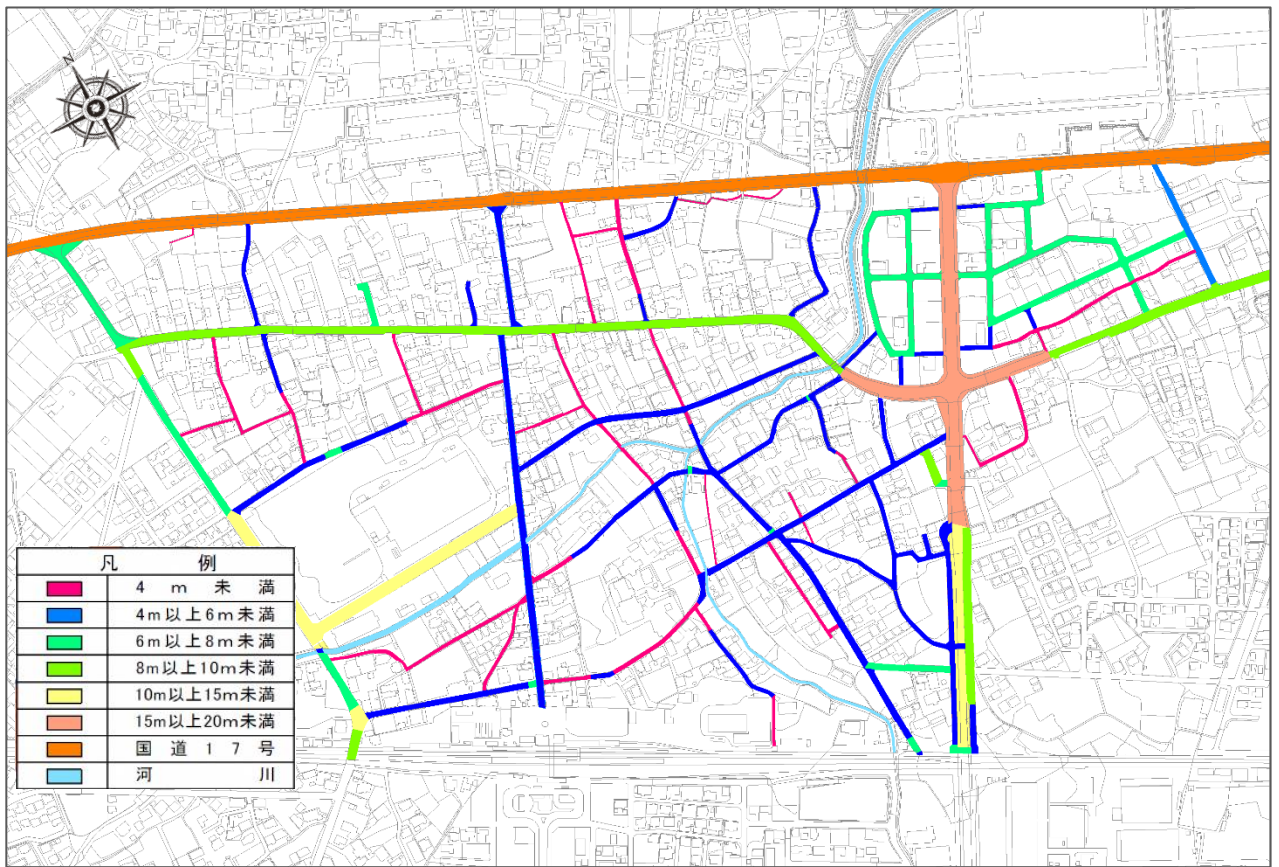 N
凡 例
4 m 未 満
4m以上6m未満
6m以上8m未満
8m以上10m未満
10m以上15m未満
15m以上20m未満
国 道 1 7 号
河 川